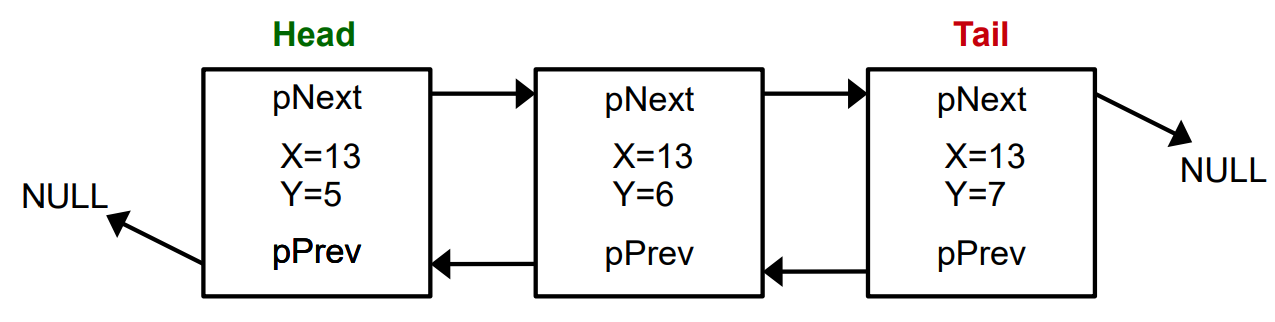 Head
Tail
pNext
X=13
Y=5
pPrev
pNext
X=13
Y=6
pPrev
pNext
X=13
Y=7
pPrev
NULL
NULL